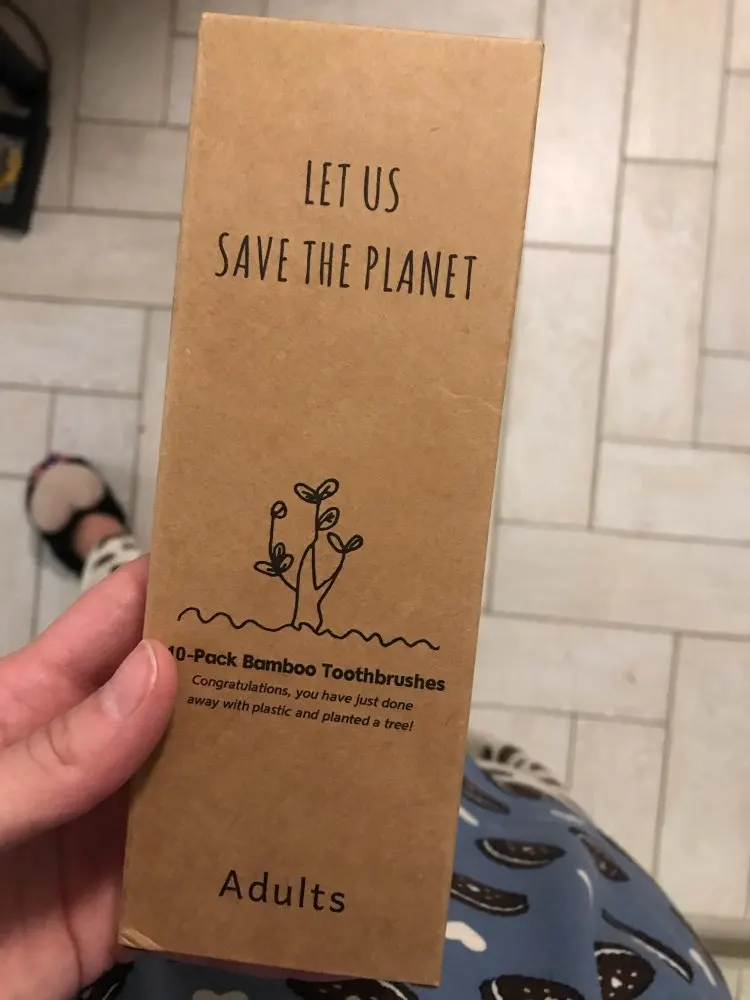 LET US
SAVE THE PLANET
10-Pack Bamboo Toothbrushes
Congratulations, you have just done
away with plastic and planted a tree!
Adults